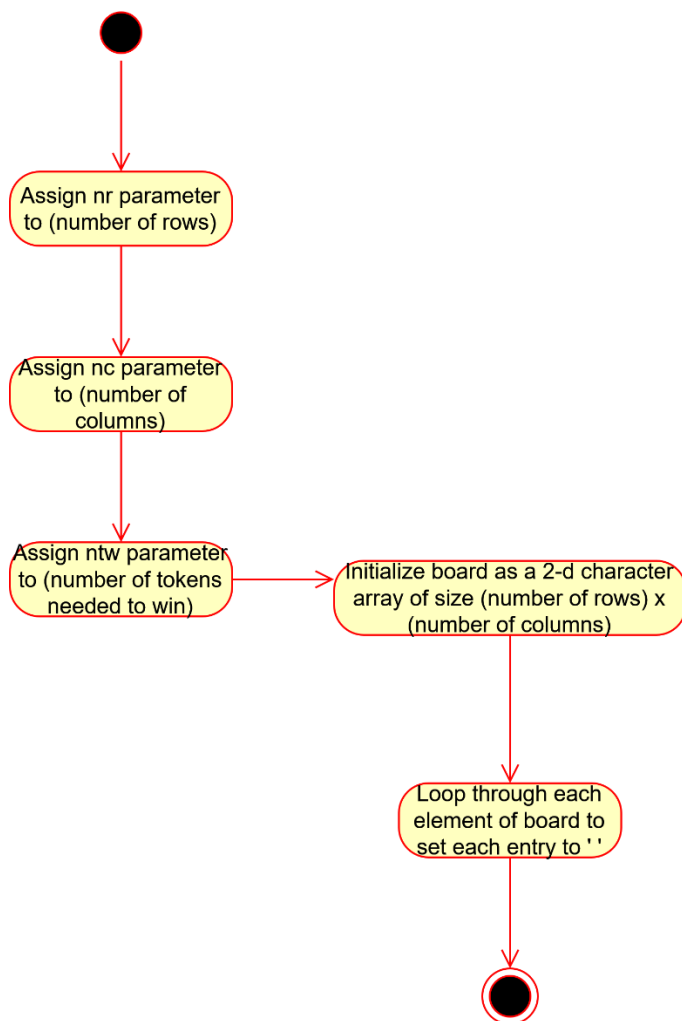 Assign nr parameter
to (number of rows)
Assign nc parameter
to (number of
columns)
Assign ntw parameter
to (number of tokens
needed to win)
Initialize board as a 2-d character
array of size (number of rows) x
(number of columns)
Loop through each
element of board to
set each entry to ' '